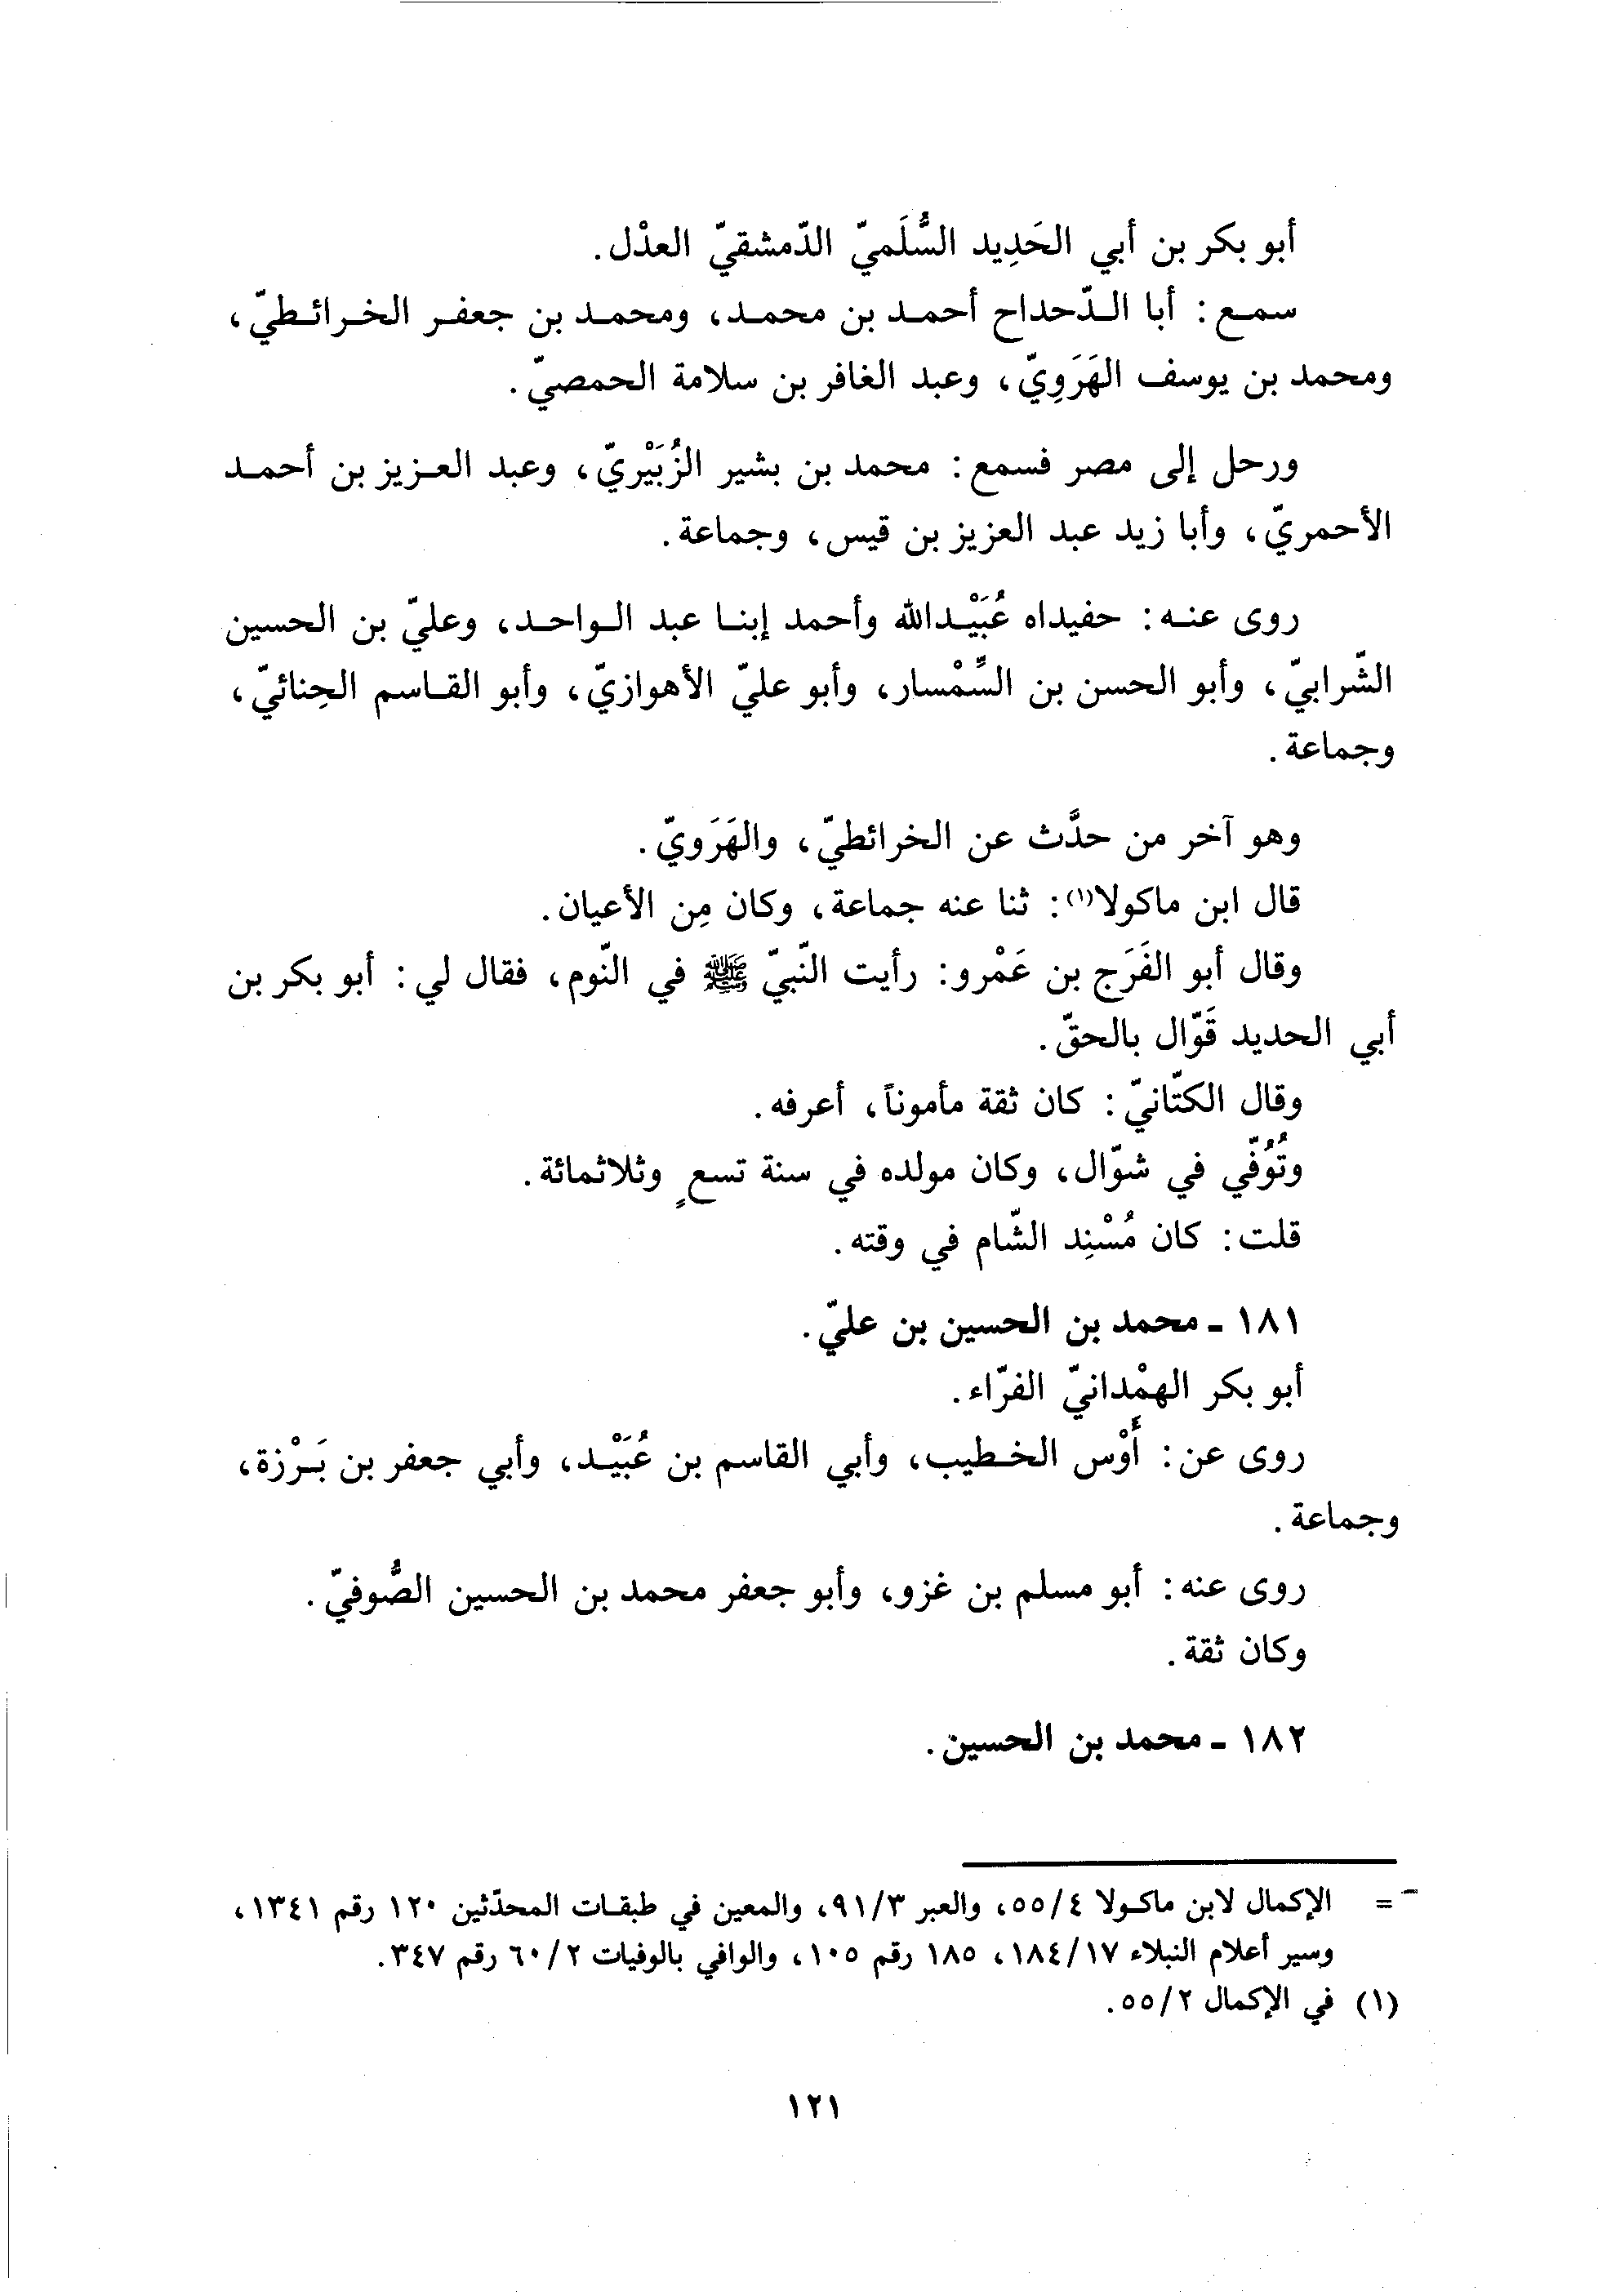 أبو بكر بن أبي الحَدِيد السُّلَميّ الدّمشقيّ العدْل.
سمع: أبا الدّحداح أحمد بن محمد، ومحمد بن جعفر الخرائطيّ،
ومحمد بن يوسف الهَرَوِيّ، وعبد الغافر بن سلامة الحمصيّ.
ورحل إلى مصر فسمع: محمد بن بشير الزُبَيْريّ، وعبد العزيز بن أحمد
الأحمريّ، وأبا زيد عبد العزيز بن قيس، وجماعة.
روى عنه: حفيداه عُبَيْدالله وأحمد إبنا عبد الواحد، وعليّ بن الحسين
الشّرابيّ، وأبو الحسن بن السِّمْسار، وأبو عليّ الأهوازيّ، وأبو القاسم الحِنائيّ،
وجماعة.
وهو آخر من حدَّث عن الخرائطيّ، والهَرَويّ.
قال ابن ماكولا(١): ثنا عنه جماعة، وكان مِن الأعيان.
وقال أبو الفَرَج بن عَمْرو: رأيت النّبيّ ﷺ في النّوم، فقال لي: أبو بكر بن
أبي الحديد قَوّال بالحقّ.
وقال الكتّانيّ: كان ثقة مأموناً، أعرفه.
وتُوُفّي في شوّال، وكان مولده في سنة تسعٍ وثلاثمائة.
قلت: كان مُسْنِد الشّام في وقته.
١٨١ ـ محمد بن الحسين بن عليّ.
أبو بكر الهمْدانيّ الفرّاء.
روى عن: أَوْس الخطيب، وأبي القاسم بن عُبَيْد، وأبي جعفر بن بَرْزة،
وجماعة.
روى عنه: أبو مسلم بن غزو، وأبو جعفر محمد بن الحسين الصُّوفيّ.
وكان ثقة.
١٨٢ ـ محمد بن الحسين.
= الإكمال لابن ماكولا ٥٥/٤، والعبر ٩١/٣، والمعين في طبقات المحدّثين ١٢٠ رقم ١٣٤١،
وسير أعلام النبلاء ١٨٤/١٧، ١٨٥ رقم ١٠٥، والوافي بالوفيات ٦٠/٢ رقم ٣٤٧.
(١) في الإكمال ٥٥/٢.
١٢١